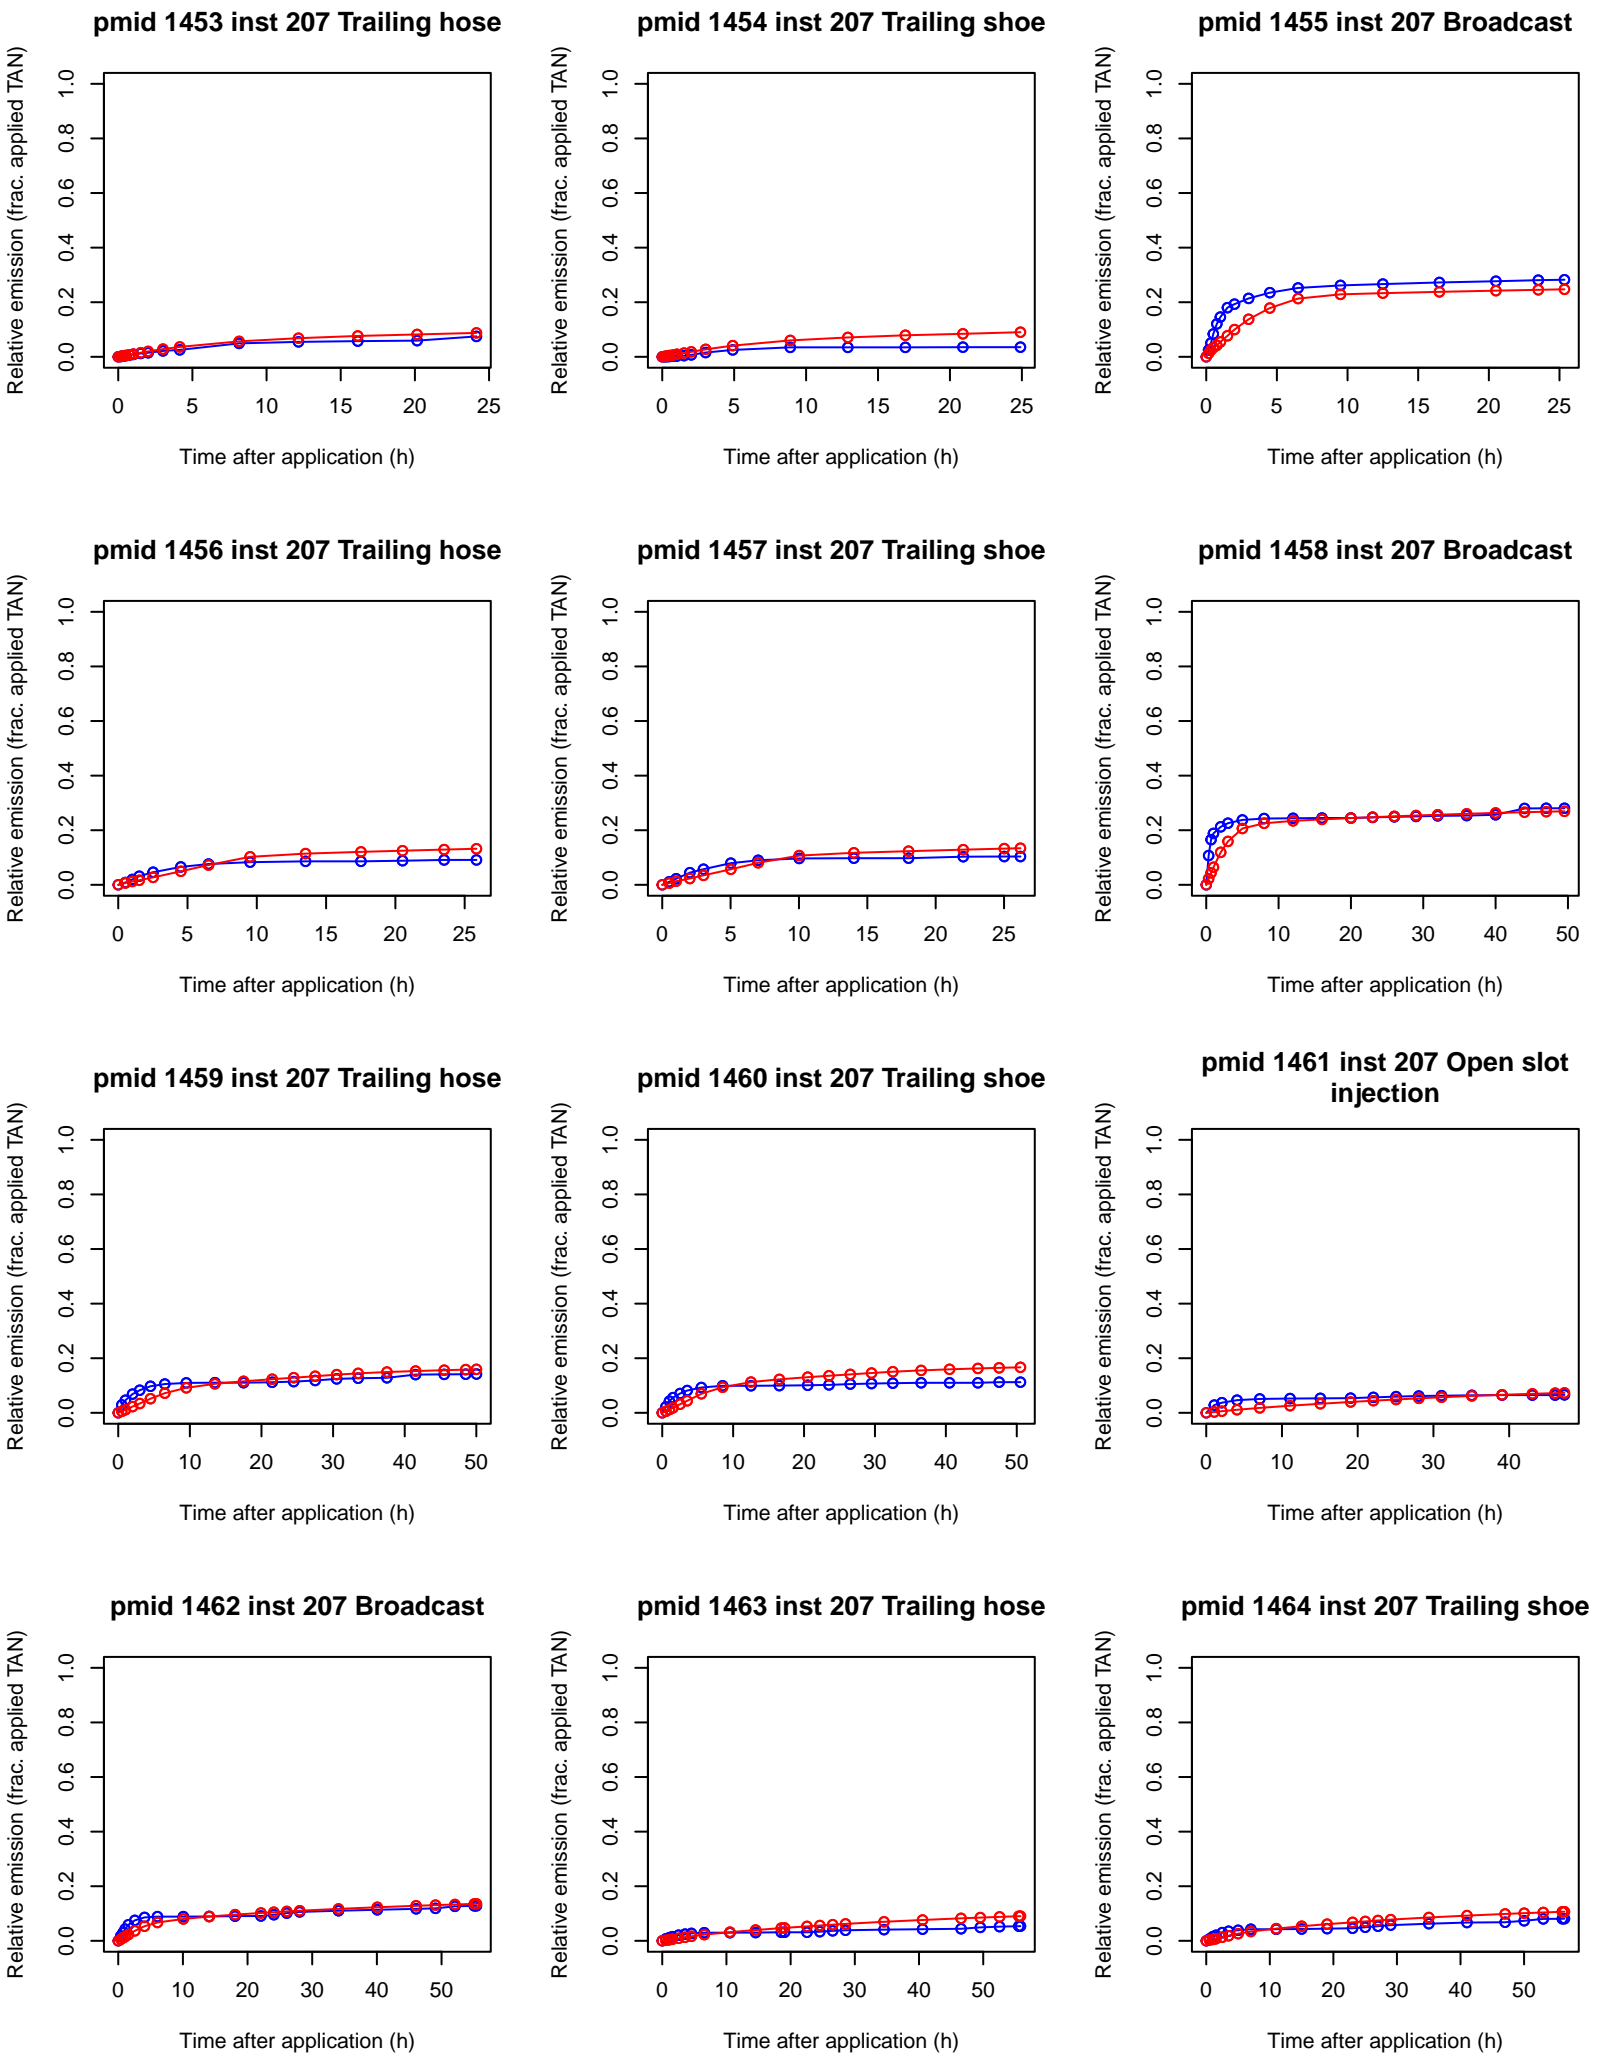 pmid 1453 inst 207 Trailing hose
Relative emission (frac. applied TAN)
1.0
0.8
0.6
0.4
0.2
0.0
0 5 10 15 20 25
Time after application (h)
pmid 1454 inst 207 Trailing shoe
Relative emission (frac. applied TAN)
1.0
0.8
0.6
0.4
0.2
0.0
0 5 10 15 20 25
Time after application (h)
pmid 1455 inst 207 Broadcast
Relative emission (frac. applied TAN)
1.0
0.8
0.6
0.4
0.2
0.0
0 5 10 15 20 25
Time after application (h)
pmid 1456 inst 207 Trailing hose
Relative emission (frac. applied TAN)
1.0
0.8
0.6
0.4
0.2
0.0
0 5 10 15 20 25
Time after application (h)
pmid 1457 inst 207 Trailing shoe
Relative emission (frac. applied TAN)
1.0
0.8
0.6
0.4
0.2
0.0
0 5 10 15 20 25
Time after application (h)
pmid 1458 inst 207 Broadcast
Relative emission (frac. applied TAN)
1.0
0.8
0.6
0.4
0.2
0.0
0 10 20 30 40 50
Time after application (h)
pmid 1459 inst 207 Trailing hose
Relative emission (frac. applied TAN)
1.0
0.8
0.6
0.4
0.2
0.0
0 10 20 30 40 50
Time after application (h)
pmid 1460 inst 207 Trailing shoe
Relative emission (frac. applied TAN)
1.0
0.8
0.6
0.4
0.2
0.0
0 10 20 30 40 50
Time after application (h)
pmid 1461 inst 207 Open slot
injection
Relative emission (frac. applied TAN)
1.0
0.8
0.6
0.4
0.2
0.0
0 10 20 30 40
Time after application (h)
pmid 1462 inst 207 Broadcast
Relative emission (frac. applied TAN)
1.0
0.8
0.6
0.4
0.2
0.0
0 10 20 30 40 50
Time after application (h)
pmid 1463 inst 207 Trailing hose
Relative emission (frac. applied TAN)
1.0
0.8
0.6
0.4
0.2
0.0
0 10 20 30 40 50
Time after application (h)
pmid 1464 inst 207 Trailing shoe
Relative emission (frac. applied TAN)
1.0
0.8
0.6
0.4
0.2
0.0
0 10 20 30 40 50
Time after application (h)